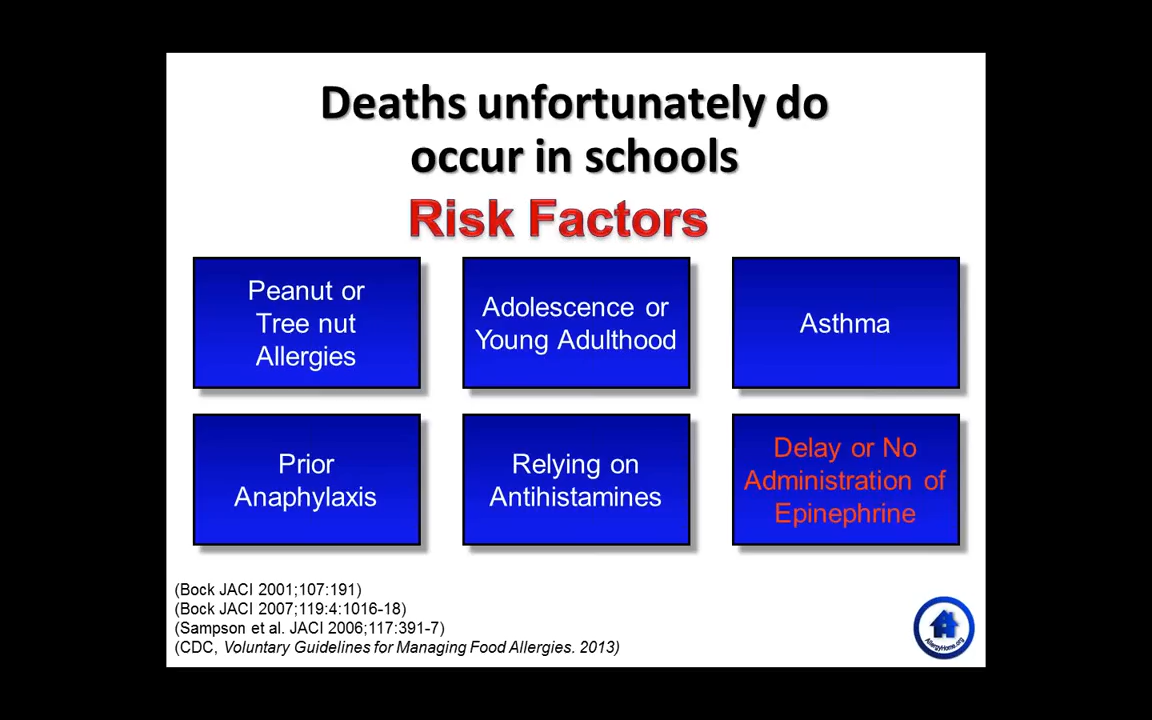 Deaths unfortunately do
occur in schools
Risk Factors
Peanut or
Tree nut
Allergies
Adolescence or
Young Adulthood
Asthma
Prior
Anaphylaxis
Relying on
Antihistamines
Delay or No
Administration of
Epinephrine
(Bock JACI 2001;107:191)
(Bock JACI 2007;119:4:1016-18)
(Sampson et al. JACI 2006;117:391-7)
(CDC, Voluntary Guidelines for Managing Food Allergies. 2013)
AllergyHome.org